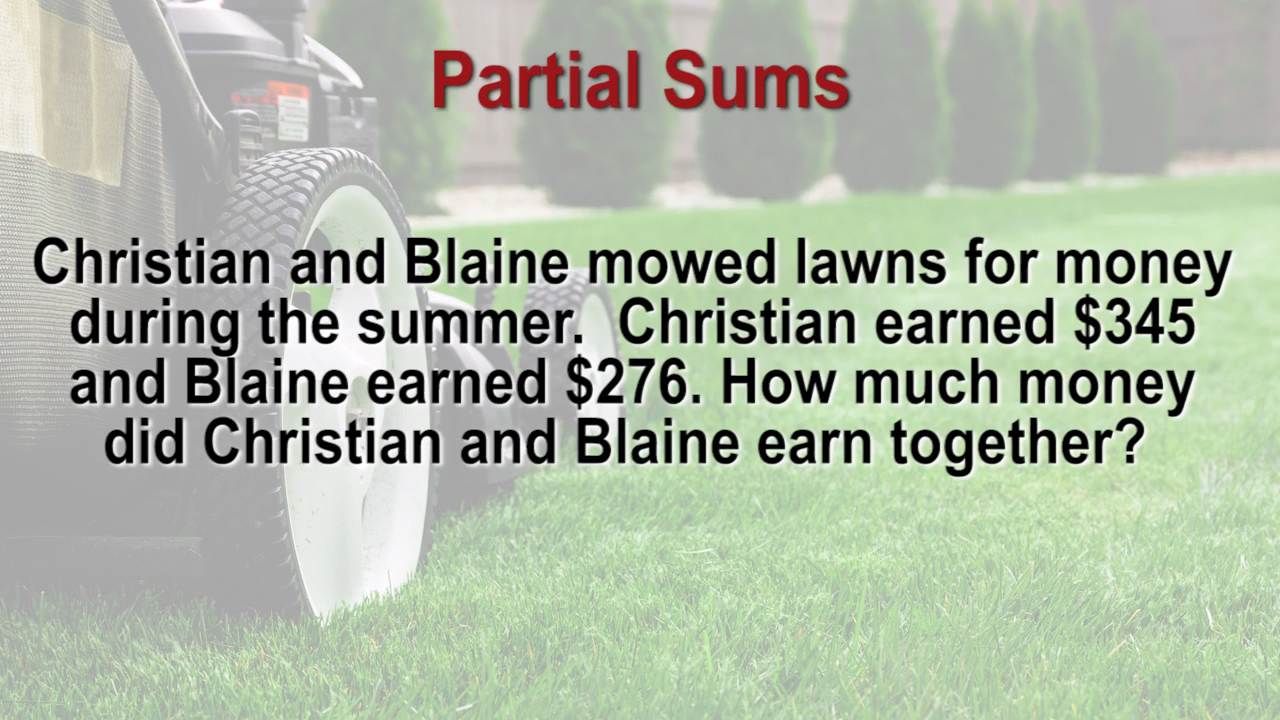 Partial Sums
Christian and Blaine mowed lawns for money
during the summer.  Christian earned $345
and Blaine earned $276. How much money
did Christian and Blaine earn together?